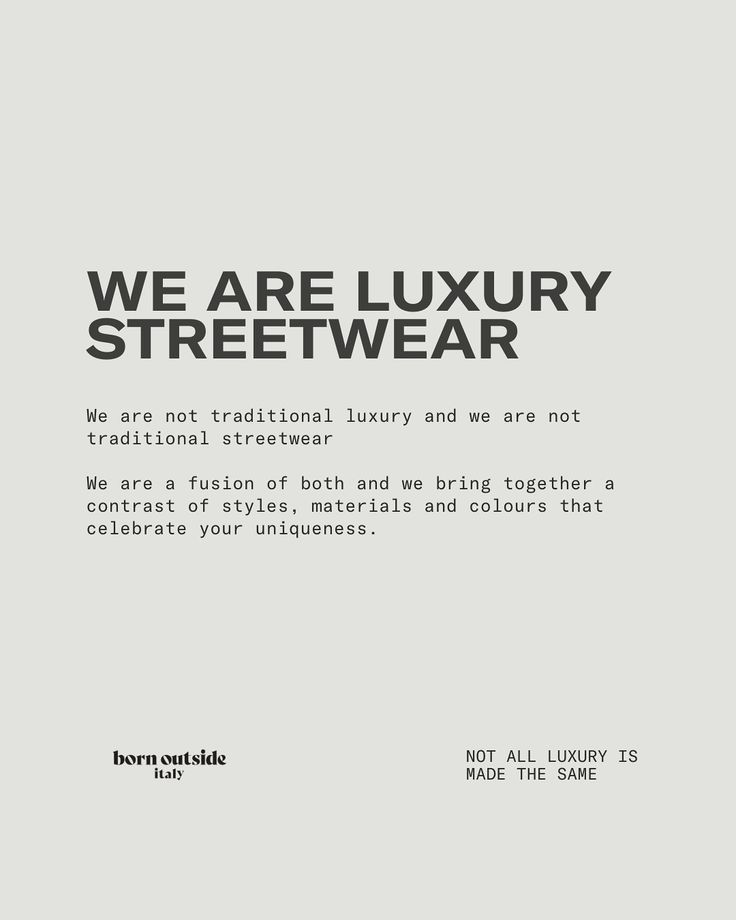 WE ARE LUXURY
STREETWEAR
We are not traditional luxury and we are not
traditional streetwear
We are a fusion of both and we bring together a
contrast of styles, materials and colours that
celebrate your uniqueness.
born outside
italy
NOT ALL LUXURY IS
MADE THE SAME